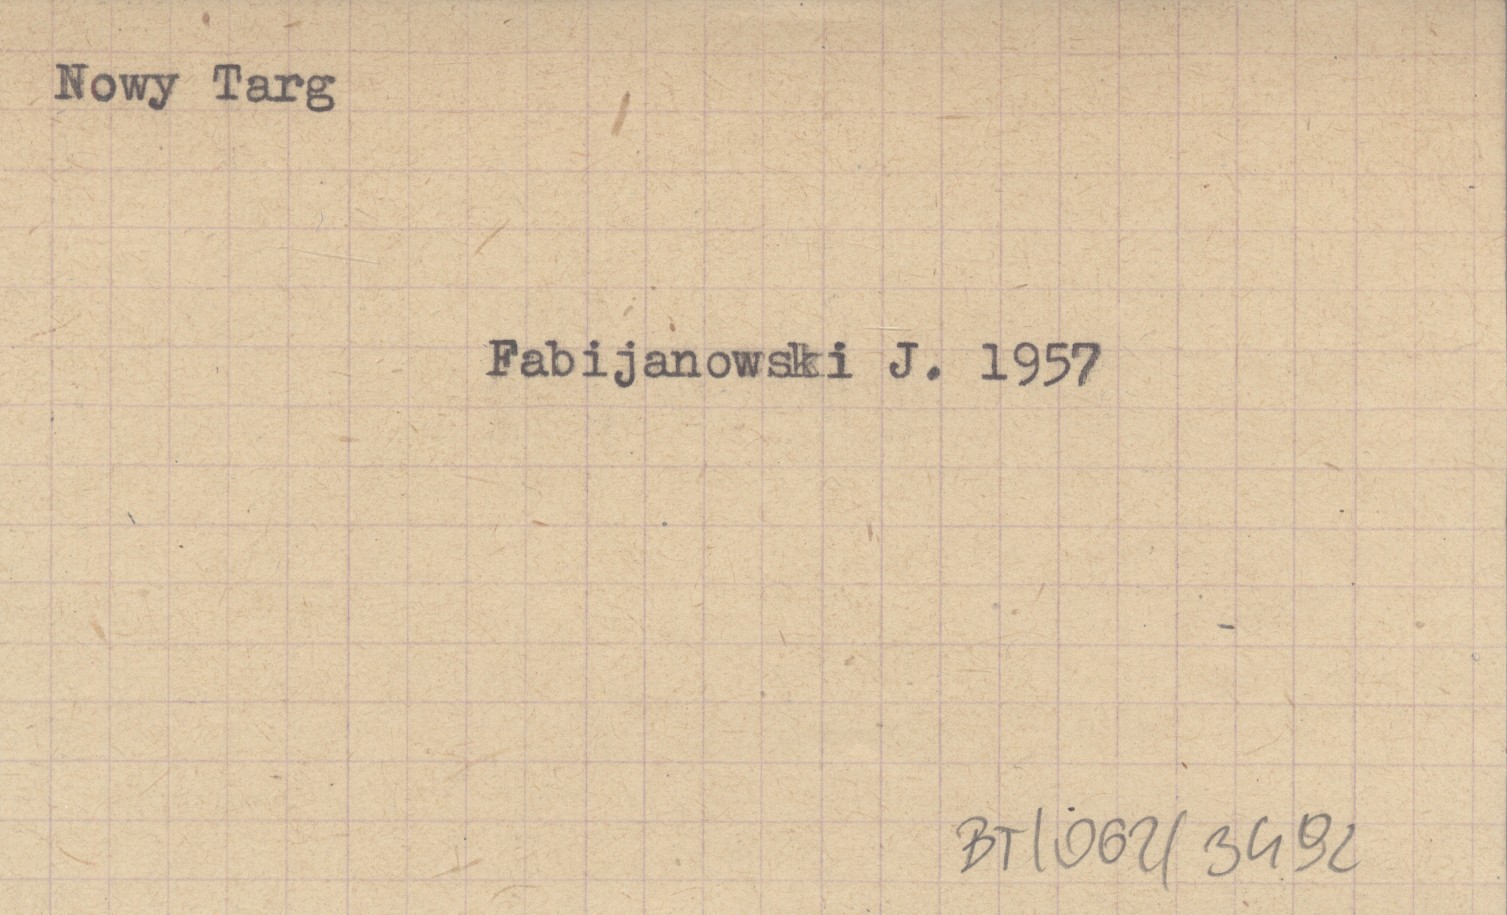 Nowy Targ
Fabijanowski J. 1957
BT/062/3492